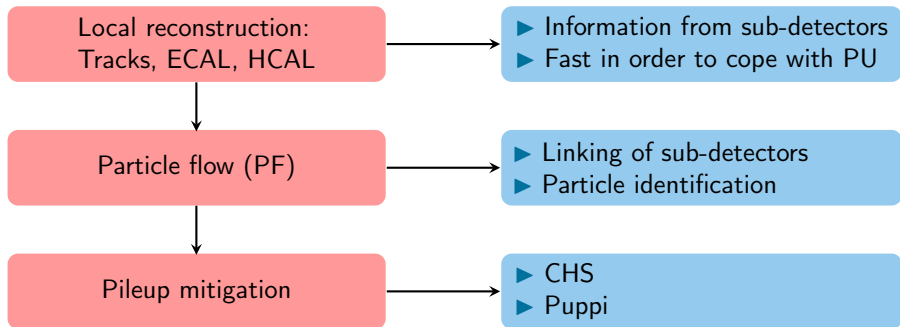 Local reconstruction:
Tracks, ECAL, HCAL
▶ Information from sub-detectors
▶ Fast in order to cope with PU
Particle flow (PF)
▶ Linking of sub-detectors
▶ Particle identification
Pileup mitigation
▶ CHS
▶ Puppi